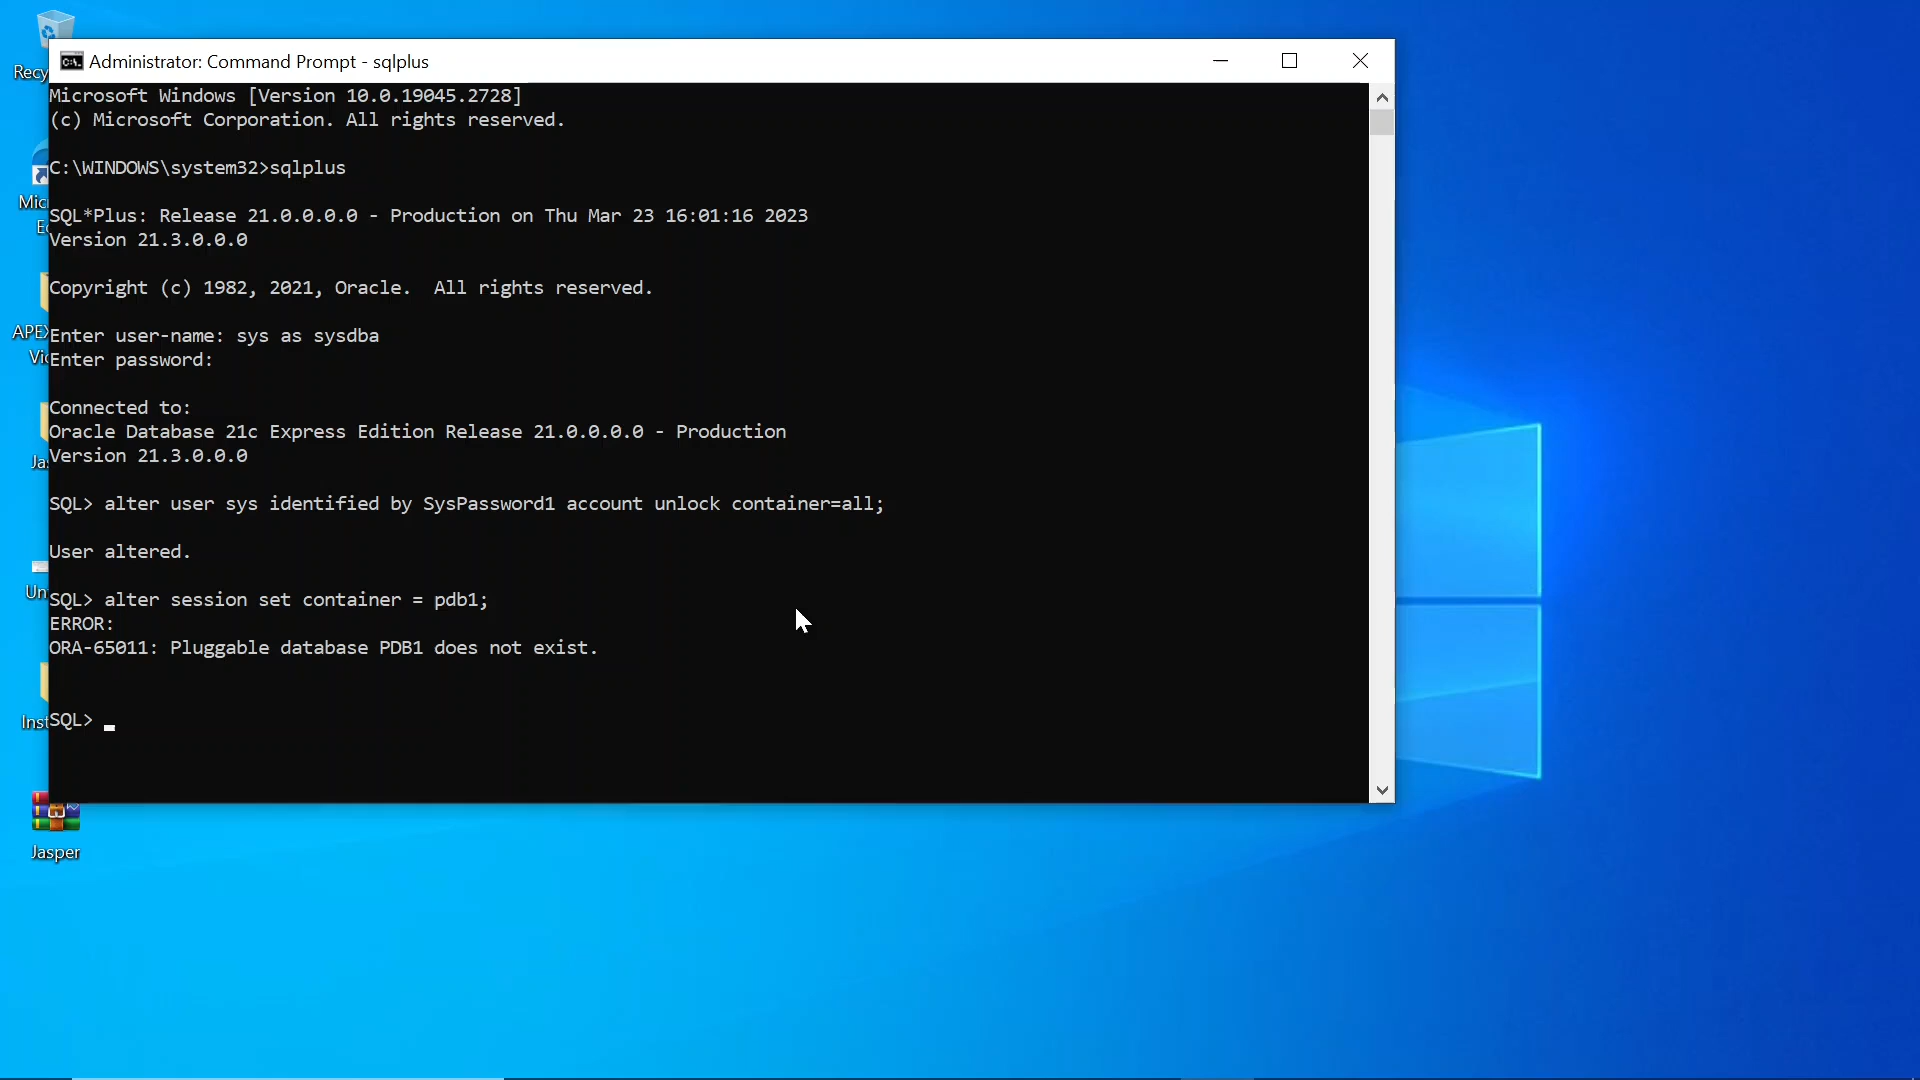 Administrator: Command Prompt - sqlplus
Microsoft Windows [Version 10.0.19045.2728]
(c) Microsoft Corporation. All rights reserved.
C:\WINDOWS\system32>sqlplus
SQL*Plus: Release 21.0.0.0.0 - Production on Thu Mar 23 16:01:16 2023
Version 21.3.0.0.0
Copyright (c) 1982, 2021, Oracle.  All rights reserved.
Enter user-name: sys as sysdba
Enter password:
Connected to:
Oracle Database 21c Express Edition Release 21.0.0.0.0 - Production
Version 21.3.0.0.0
SQL> alter user sys identified by SysPassword1 account unlock container=all;
User altered.
SQL> alter session set container = pdb1;
ERROR:
ORA-65011: Pluggable database PDB1 does not exist.
SQL>
Recy
Mic
Ec
APEX
Vic
Jas
Un
Inst
Jasper